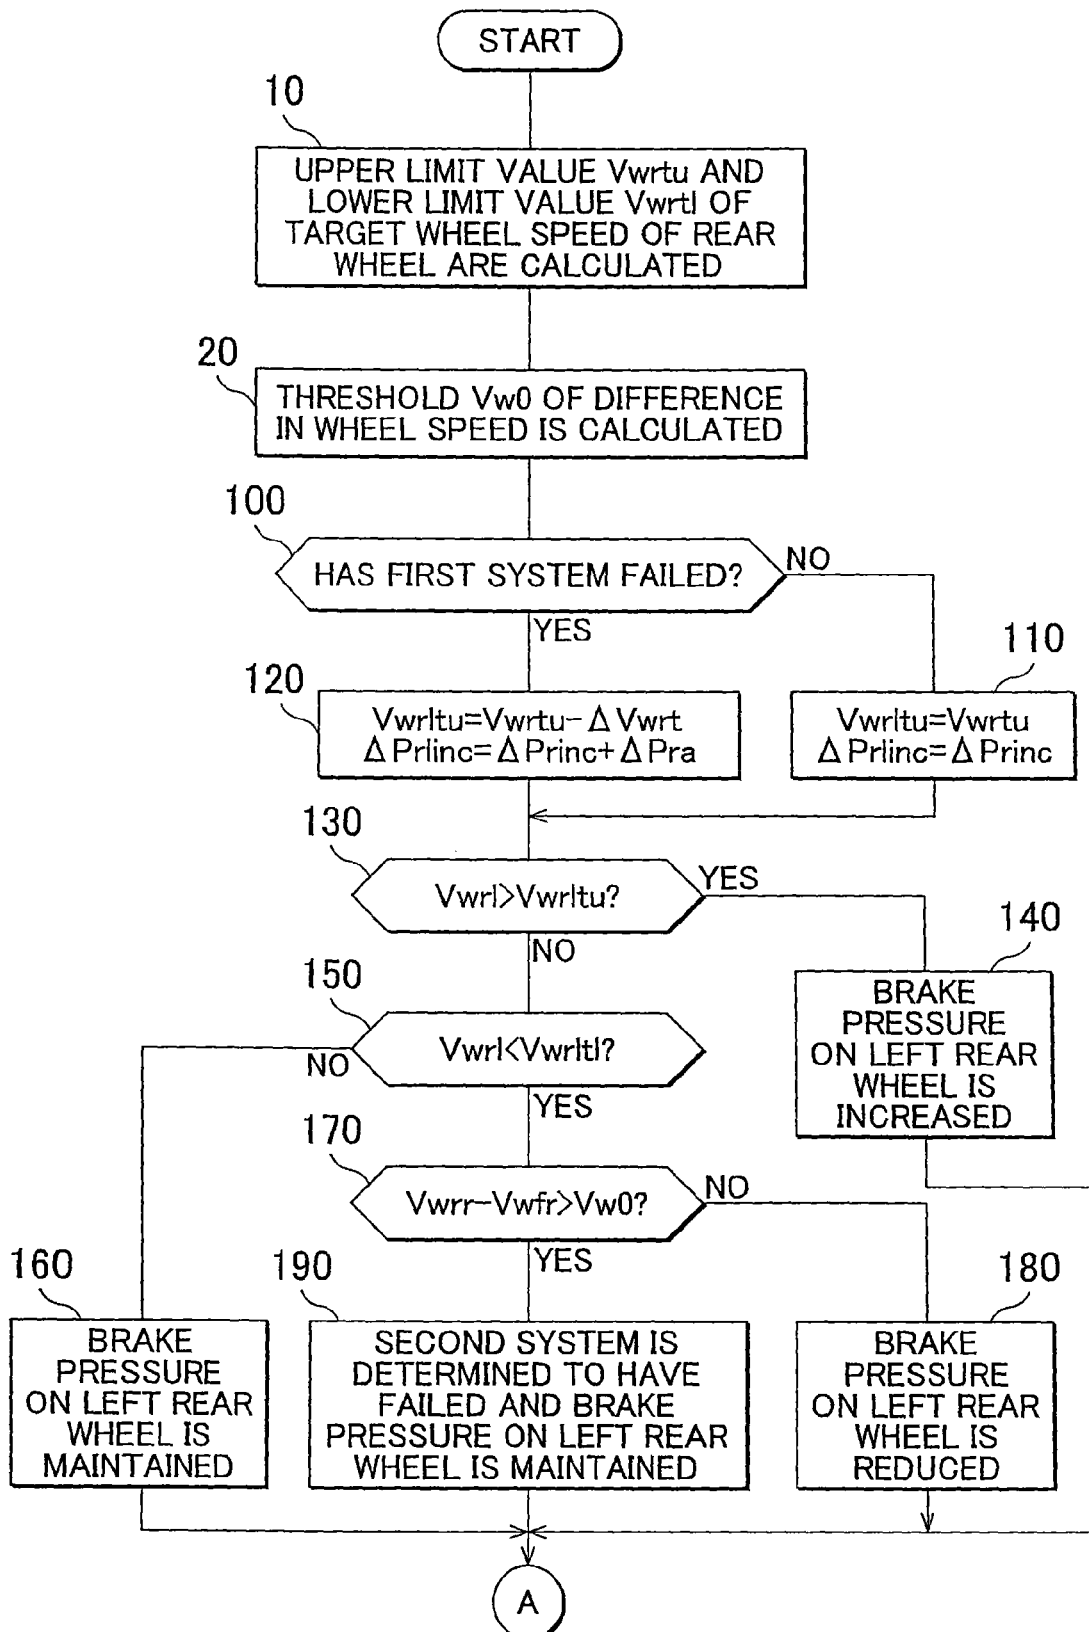 START
10
UPPER LIMIT VALUE Vwrtu AND
LOWER LIMIT VALUE Vwrtl OF
TARGET WHEEL SPEED OF REAR
WHEEL ARE CALCULATED
20
THRESHOLD Vw0 OF DIFFERENCE
IN WHEEL SPEED IS CALCULATED
100
HAS FIRST SYSTEM FAILED?
NO
YES
110
120
Vwrltu=Vwrtu-ΔVwrt
ΔPrlinc=ΔPrinc+ΔPra
Vwrltu=Vwrtu
ΔPrlinc=ΔPrinc
130
Vwrl>Vwrltu?
YES
NO
140
BRAKE
PRESSURE
ON LEFT REAR
WHEEL IS
INCREASED
150
Vwrl<Vwrltl?
NO
YES
170
Vwrr-Vwfr>Vw0?
NO
YES
160
BRAKE
PRESSURE
ON LEFT REAR
WHEEL IS
MAINTAINED
190
SECOND SYSTEM IS
DETERMINED TO HAVE
FAILED AND BRAKE
PRESSURE ON LEFT REAR
WHEEL IS MAINTAINED
180
BRAKE
PRESSURE
ON LEFT REAR
WHEEL IS
REDUCED
A